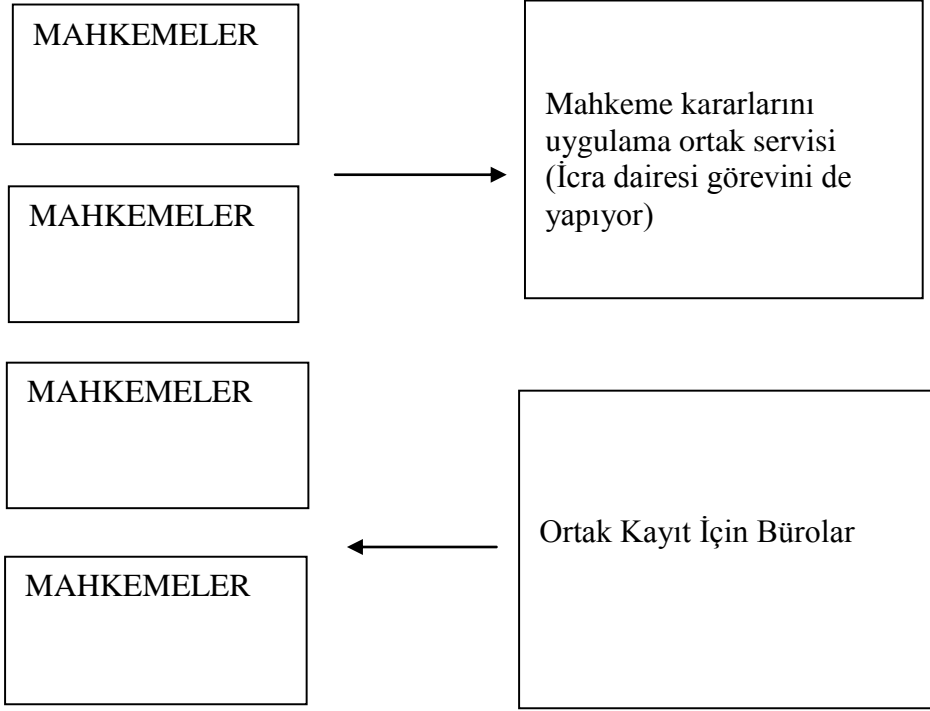 MAHKEMELER
Mahkeme kararlarını
uygulama ortak servisi
(İcra dairesi görevini de
yapıyor)
MAHKEMELER
MAHKEMELER
Ortak Kayıt İçin Bürolar
MAHKEMELER